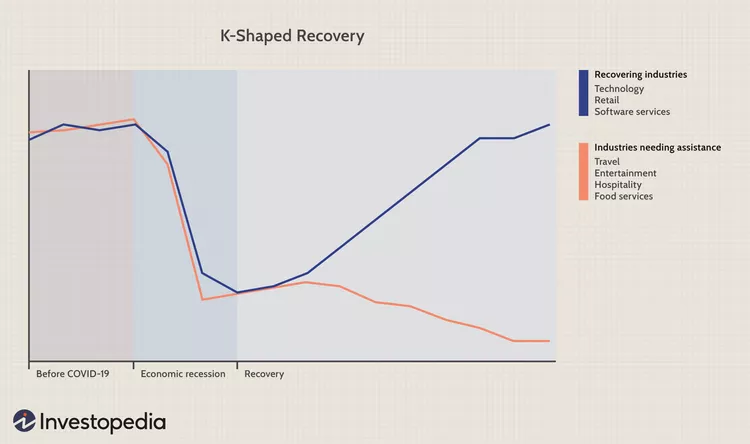 K-Shaped Recovery
Recovering industries
Technology
Retail
Software services
Industries needing assistance
Travel
Entertainment
Hospitality
Food services
Before COVID-19
Economic recession
Recovery
Investopedia